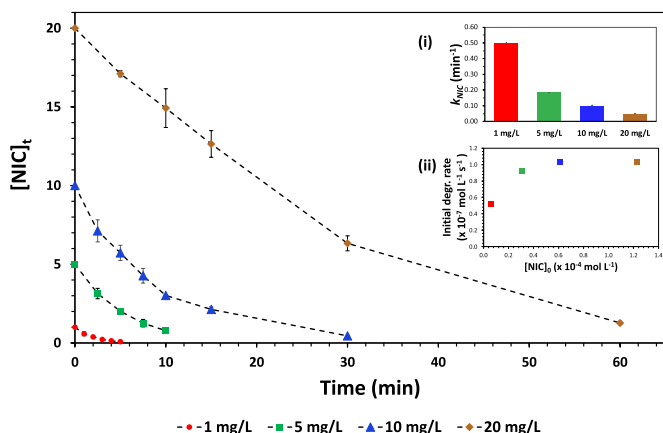 20
15
10
5
0
[NIC]t
0
10
20
30
40
50
60
Time (min)
(i)
kNIC (min-1)
0.60
0.50
0.40
0.30
0.20
0.10
0.00
1 mg/L
5 mg/L
10 mg/L
20 mg/L
(ii)
Initial degr. rate
(x 10-7 mol L-1 s-1)
1.2
1.0
0.8
0.6
0.4
0.2
0.0
0.0
0.2
0.4
0.6
0.8
1.0
1.2
1.4
[NIC]0 (x 10-4 mol L-1)
1 mg/L
5 mg/L
10 mg/L
20 mg/L